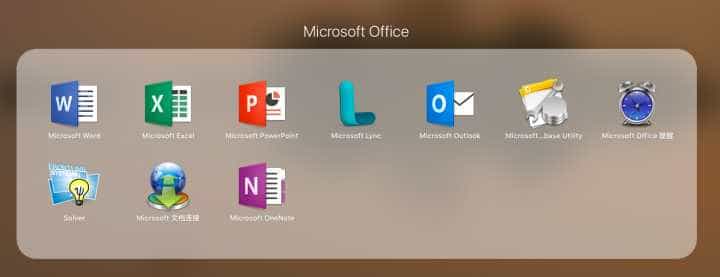 Microsoft Office
W
Microsoft Word
X
Microsoft Excel
P
Microsoft PowerPoint
Microsoft Lync
O
Microsoft Outlook
Microsoft...base Utility
Microsoft Office 提醒
Solver
Microsoft 文档连接
N
Microsoft OneNote